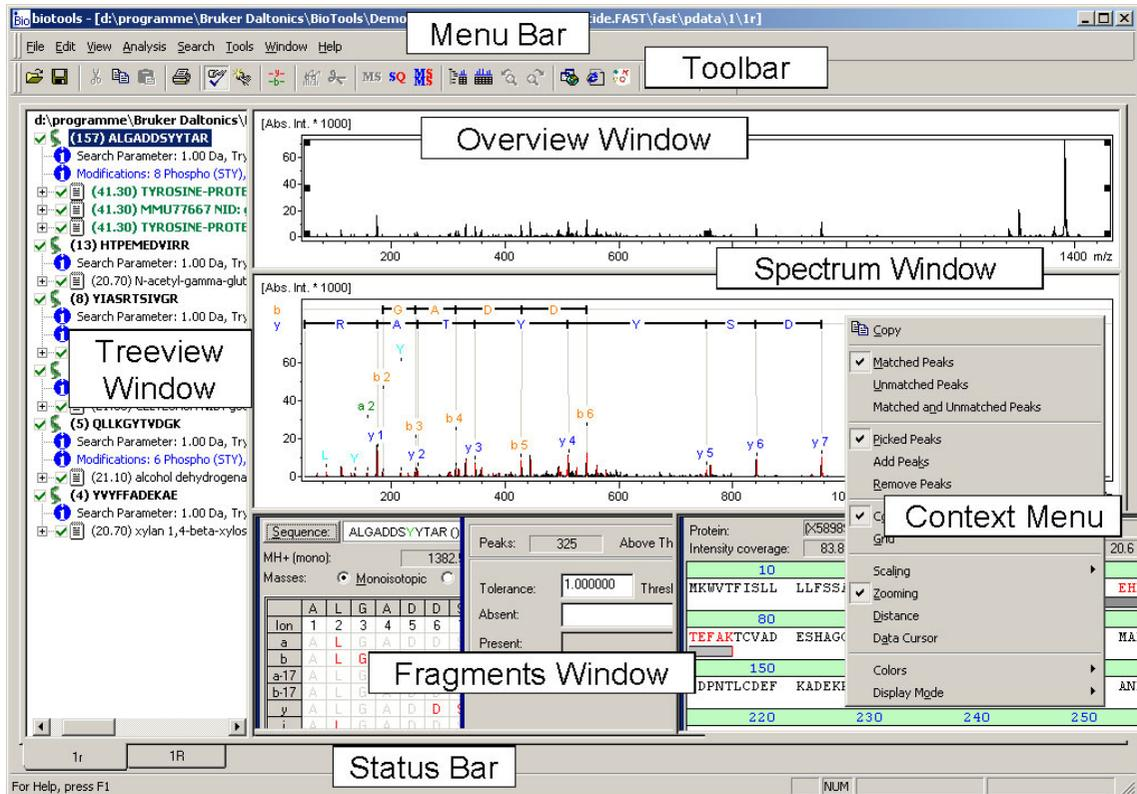 biotools - [d:\programme\Bruker Daltonics\BioTools\Demo
cide.FAST\fast\pdata\1\1r]
Menu Bar
File Edit View Analysis Search Tools Window Help
Toolbar
MS SQ MS
d:\programme\Bruker Daltonics\
(157) ALGADDSYYTAR
Search Parameter: 1.00 Da, Try
Modifications: 8 Phospho (STY),
(41.30) TYROSINE-PROTE
(41.30) MMU77667 NID:
(41.30) TYROSINE-PROTE
(13) HTPEMEDVIRR
Search Parameter: 1.00 Da, Try
(20.70) N-acetyl-gamma-glut
(8) YIASRTSIVGR
Search Parameter: 1.00 Da, Try
Treeview
Window
(5) QLLKGYTVDGK
Search Parameter: 1.00 Da, Try
Modifications: 6 Phospho (STY),
(21.10) alcohol dehydrogena
(4) YVYFFADEKAE
Search Parameter: 1.00 Da, Try
(20.70) xylan 1,4-beta-xylos
[Abs. Int. * 1000]
Overview Window
60
40
20
0
200 400 600 1400 m/z
Spectrum Window
[Abs. Int. * 1000]
b G A D D
y R A T Y Y S D
60
40
20
0
Y
b 2
a 2
b 3
b 4
b 6
y 1
y 2
y 3
b 5
y 4
y 5
y 6
y 7
L
Y
200 400 600 800 10
Copy
Matched Peaks
Unmatched Peaks
Matched and Unmatched Peaks
Picked Peaks
Add Peaks
Remove Peaks
Context Menu
Grid
Scaling
Zooming
Distance
Data Cursor
Colors
Display Mode
Sequence: ALGADDSYYTAR ()
MH+ (mono): 1382.5
Masses: Monoisotopic
A L G A D D S
Ion 1 2 3 4 5 6
a A L G A D D
b A L G
a-17 A L G
b-17 A L G
y A L G A D D S
i A L G A D D
Peaks: 325 Above Th
Tolerance: 1.000000 Thresl
Absent:
Present:
Fragments Window
Protein: [X5898
Intensity coverage: 83.8
20.6
10
MKWVTFISLL LLFSSA EH
80
TEFAKTCVAD ESHAGC MA
150
DPNTLCDEF KADEKF AN
220 230 240 250
1r 1R
Status Bar
For Help, press F1
NUM